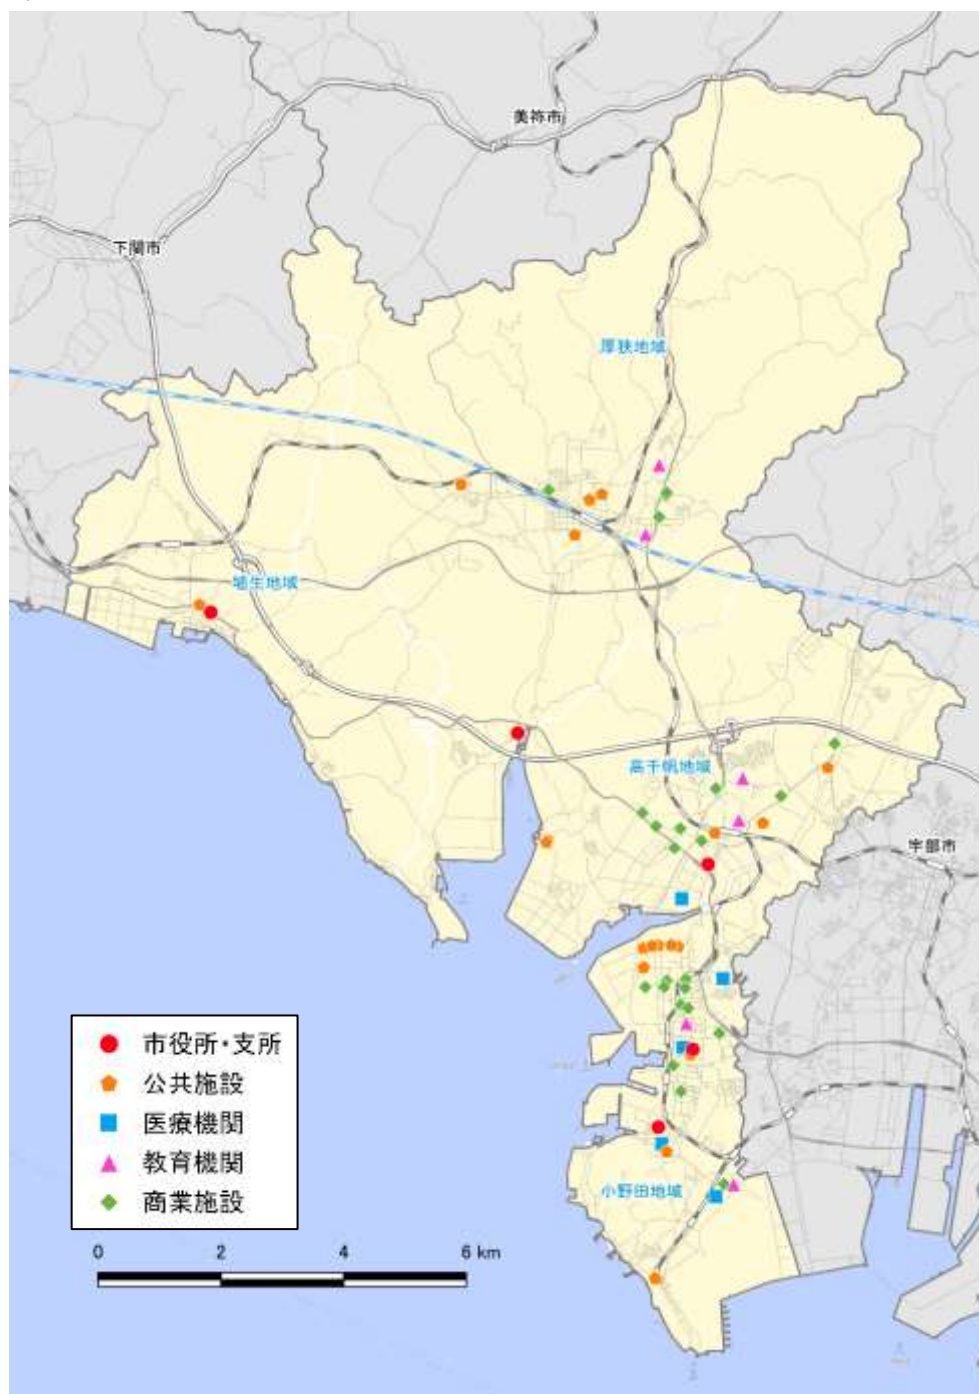 美祢市
下関市
厚狭地域
埴生地域
高千帆地域
宇部市
小野田地域
市役所・支所
公共施設
医療機関
教育機関
商業施設
0 2 4 6 km